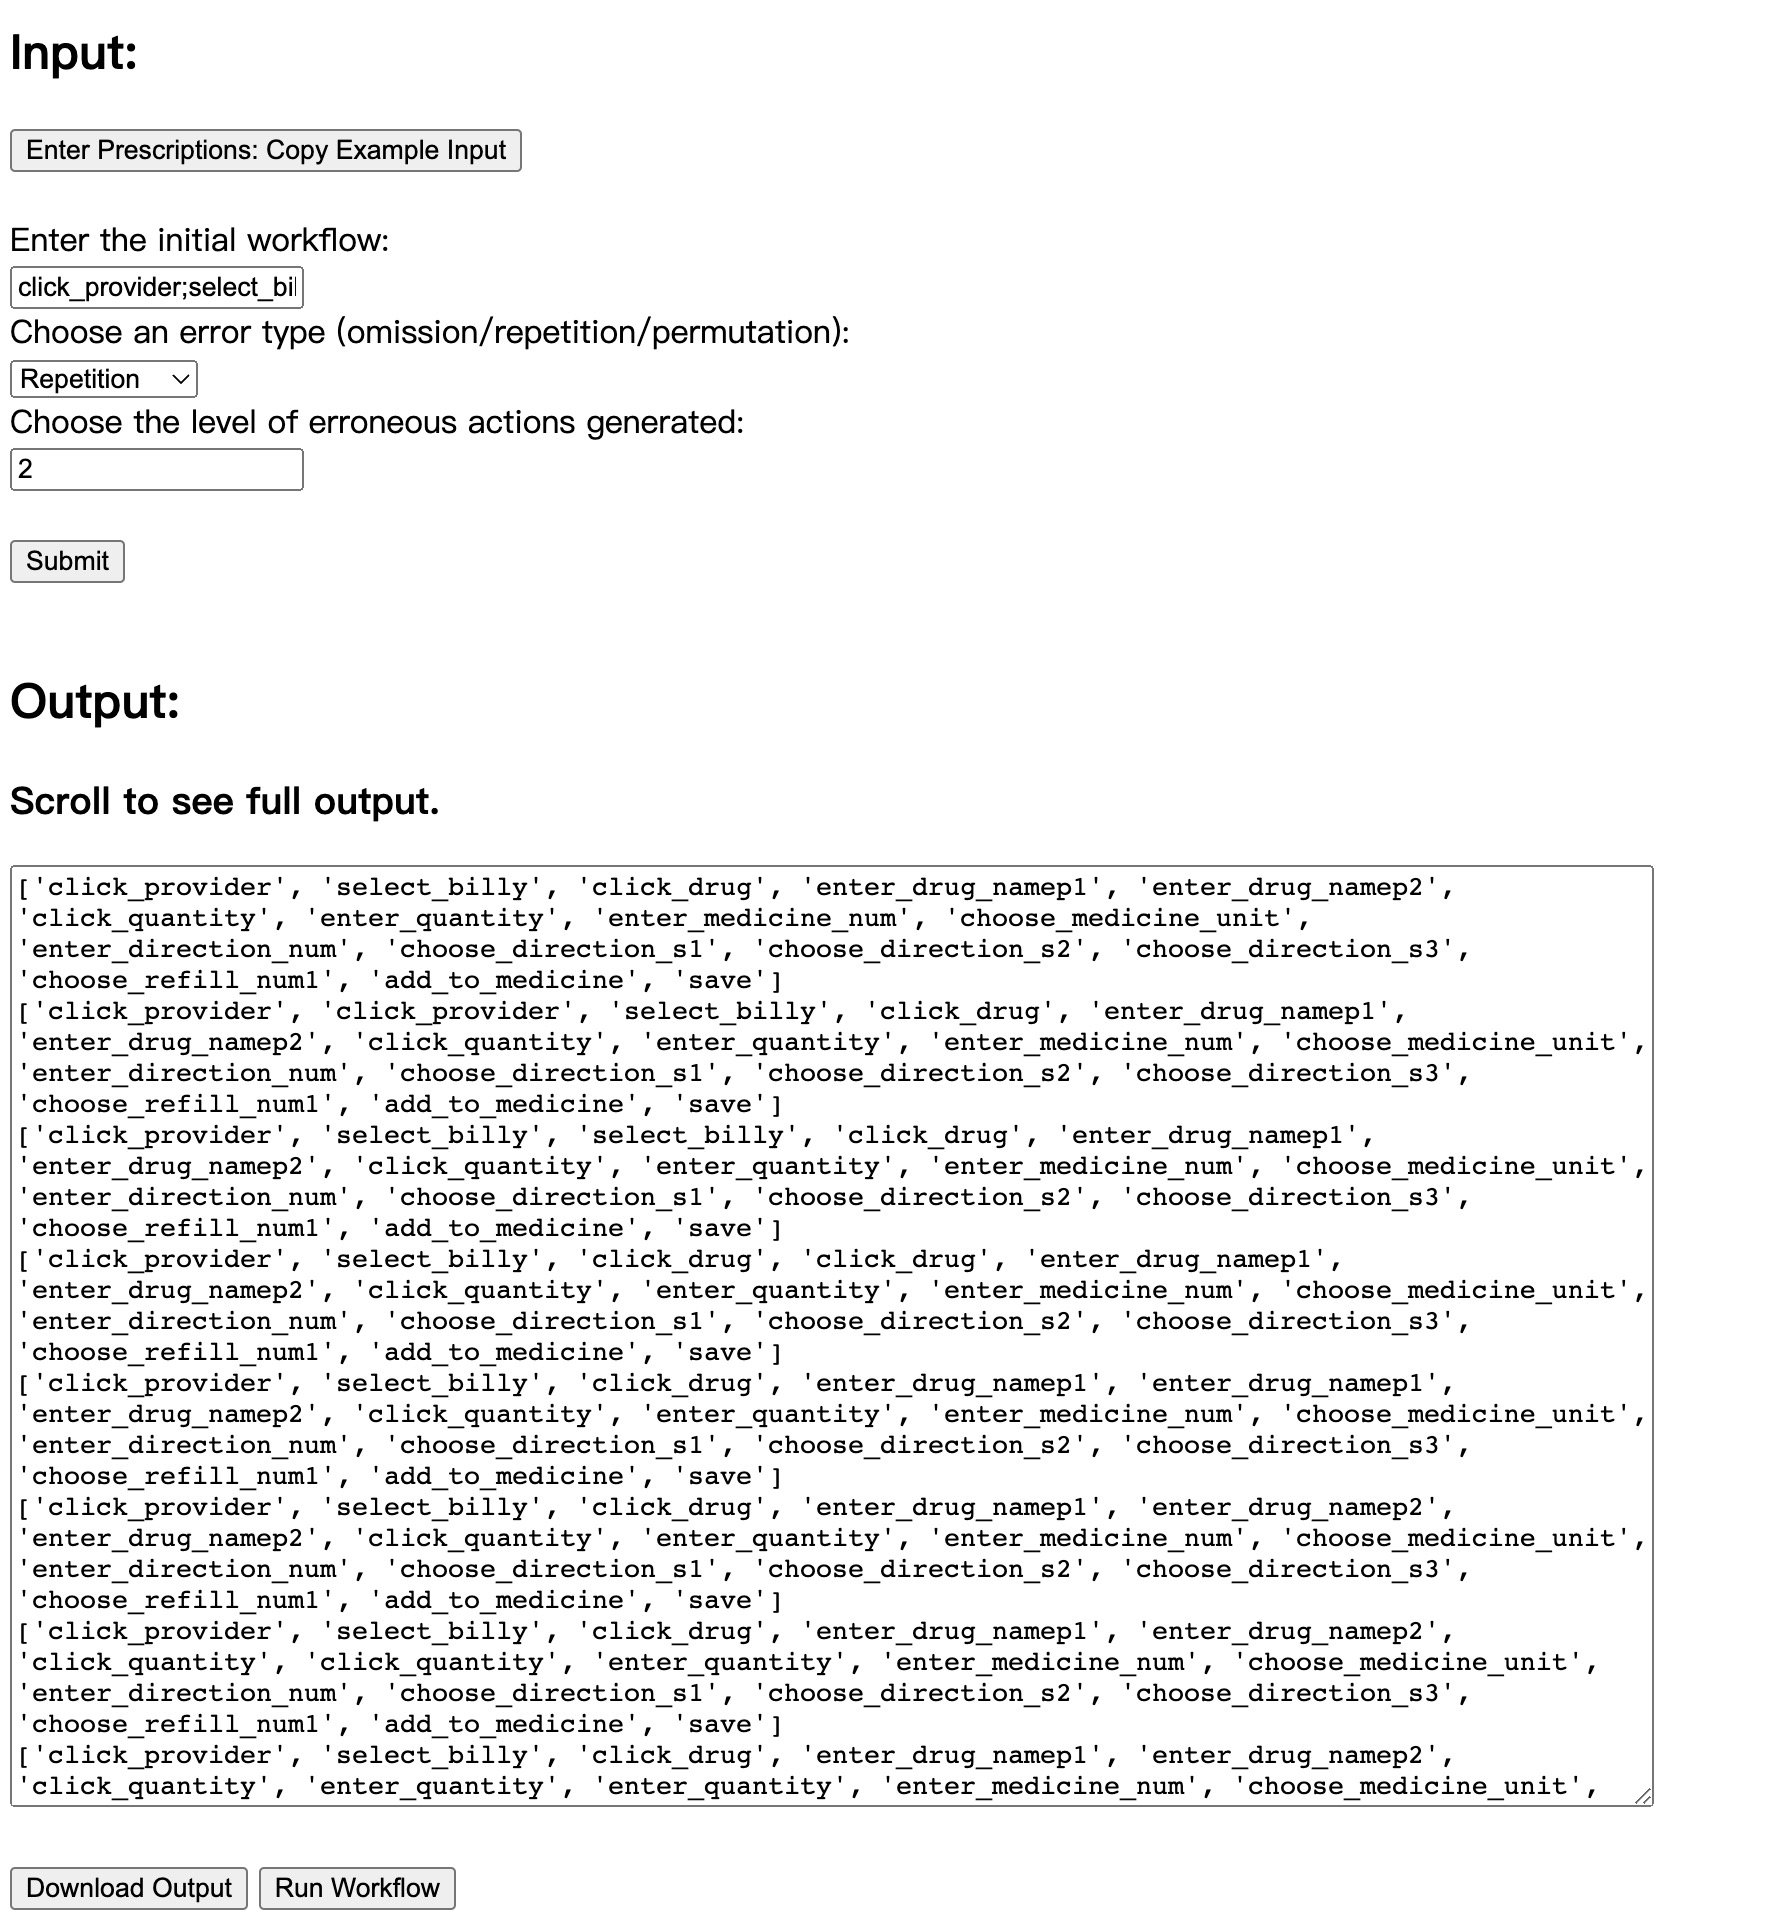 Input:
Enter Prescriptions: Copy Example Input
Enter the initial workflow:
click_provider;select_bil
Choose an error type (omission/repetition/permutation):
Repetition
Choose the level of erroneous actions generated:
2
Submit
Output:
Scroll to see full output.
['click_provider', 'select_billy', 'click_drug', 'enter_drug_namep1', 'enter_drug_namep2',
'click_quantity', 'enter_quantity', 'enter_medicine_num', 'choose_medicine_unit',
'enter_direction_num', 'choose_direction_s1', 'choose_direction_s2', 'choose_direction_s3',
'choose_refill_num1', 'add_to_medicine', 'save']
['click_provider', 'click_provider', 'select_billy', 'click_drug', 'enter_drug_namep1',
'enter_drug_namep2', 'click_quantity', 'enter_quantity', 'enter_medicine_num', 'choose_medicine_unit',
'enter_direction_num', 'choose_direction_s1', 'choose_direction_s2', 'choose_direction_s3',
'choose_refill_num1', 'add_to_medicine', 'save']
['click_provider', 'select_billy', 'select_billy', 'click_drug', 'enter_drug_namep1',
'enter_drug_namep2', 'click_quantity', 'enter_quantity', 'enter_medicine_num', 'choose_medicine_unit',
'enter_direction_num', 'choose_direction_s1', 'choose_direction_s2', 'choose_direction_s3',
'choose_refill_num1', 'add_to_medicine', 'save']
['click_provider', 'select_billy', 'click_drug', 'click_drug', 'enter_drug_namep1',
'enter_drug_namep2', 'click_quantity', 'enter_quantity', 'enter_medicine_num', 'choose_medicine_unit',
'enter_direction_num', 'choose_direction_s1', 'choose_direction_s2', 'choose_direction_s3',
'choose_refill_num1', 'add_to_medicine', 'save']
['click_provider', 'select_billy', 'click_drug', 'enter_drug_namep1', 'enter_drug_namep1',
'enter_drug_namep2', 'click_quantity', 'enter_quantity', 'enter_medicine_num', 'choose_medicine_unit',
'enter_direction_num', 'choose_direction_s1', 'choose_direction_s2', 'choose_direction_s3',
'choose_refill_num1', 'add_to_medicine', 'save']
['click_provider', 'select_billy', 'click_drug', 'enter_drug_namep1', 'enter_drug_namep2',
'enter_drug_namep2', 'click_quantity', 'enter_quantity', 'enter_medicine_num', 'choose_medicine_unit',
'enter_direction_num', 'choose_direction_s1', 'choose_direction_s2', 'choose_direction_s3',
'choose_refill_num1', 'add_to_medicine', 'save']
['click_provider', 'select_billy', 'click_drug', 'enter_drug_namep1', 'enter_drug_namep2',
'click_quantity', 'click_quantity', 'enter_quantity', 'enter_medicine_num', 'choose_medicine_unit',
'enter_direction_num', 'choose_direction_s1', 'choose_direction_s2', 'choose_direction_s3',
'choose_refill_num1', 'add_to_medicine', 'save']
['click_provider', 'select_billy', 'click_drug', 'enter_drug_namep1', 'enter_drug_namep2',
'click_quantity', 'enter_quantity', 'enter_quantity', 'enter_medicine_num', 'choose_medicine_unit',
Download Output Run Workflow